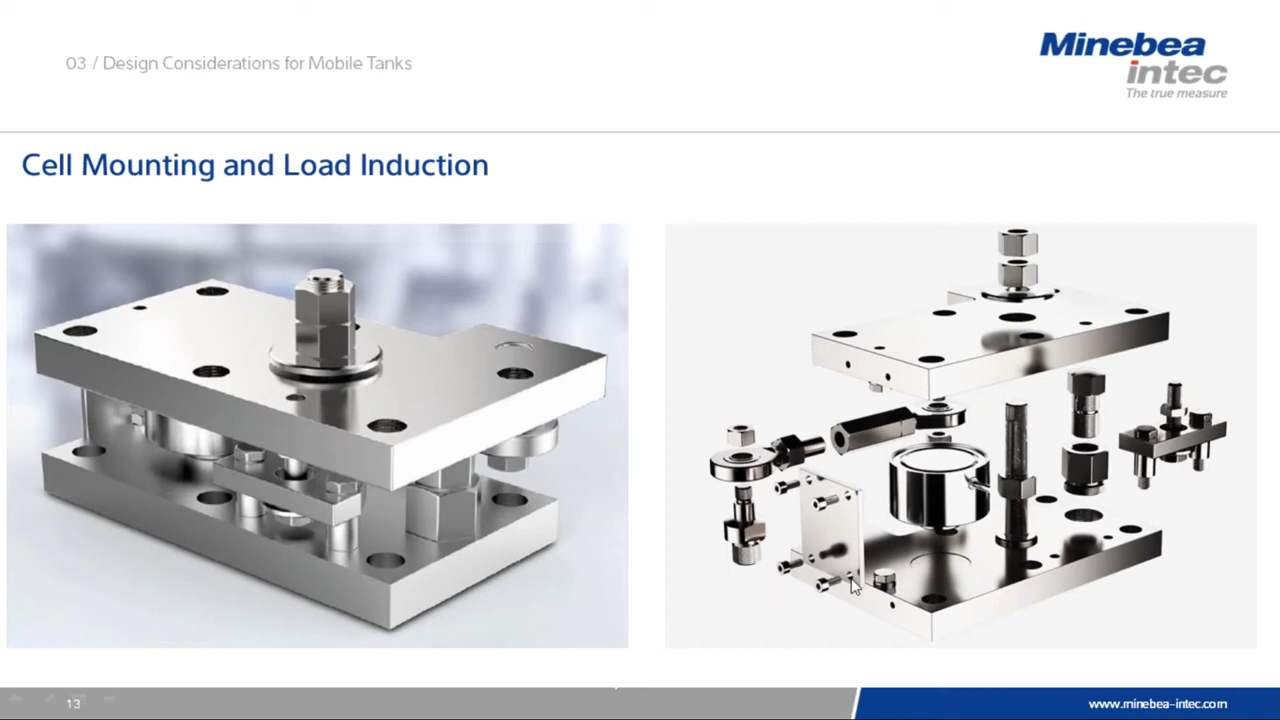 03 / Design Considerations for Mobile Tanks
Minebea
intec
The true measure
Cell Mounting and Load Induction
13
www.minebea-intec.com